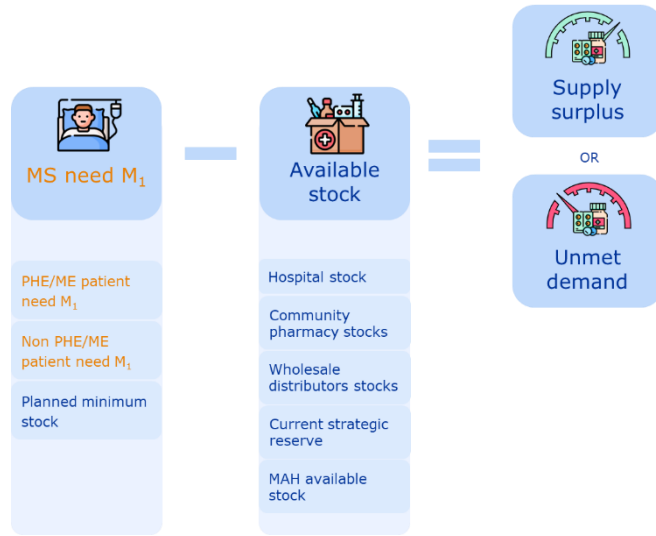 MS need M₁
PHE/ME patient
need M₁
Non PHE/ME
patient need M₁
Planned minimum
stock
Available
stock
Hospital stock
Community
pharmacy stocks
Wholesale
distributors stocks
Current strategic
reserve
MAH available
stock
Supply
surplus
OR
Unmet
demand